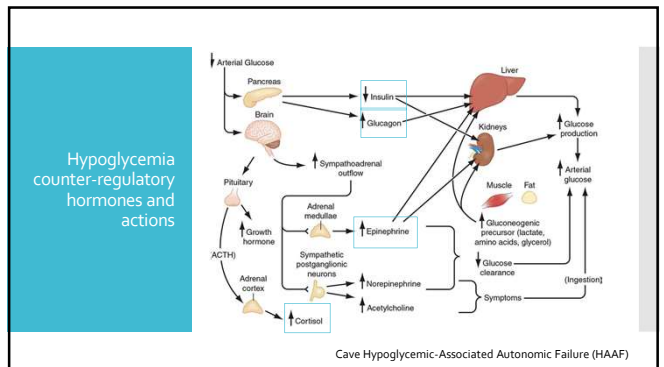 Hypoglycemia
counter-regulatory
hormones and
actions
Arterial Glucose
Pancreas
Brain
Insulin
Glucagon
Liver
Kidneys
Glucose
production
Arterial
glucose
Sympathoadrenal
outflow
Pituitary
Growth
hormone
(ACTH)
Adrenal
cortex
Cortisol
Adrenal
medullae
Epinephrine
Sympathetic
postganglionic
neurons
Norepinephrine
Acetylcholine
Muscle
Fat
Gluconeogenic
precursor (lactate,
amino acids, glycerol)
Glucose
clearance
Symptoms
(Ingestion)
Cave Hypoglycemic-Associated Autonomic Failure (HAAF)